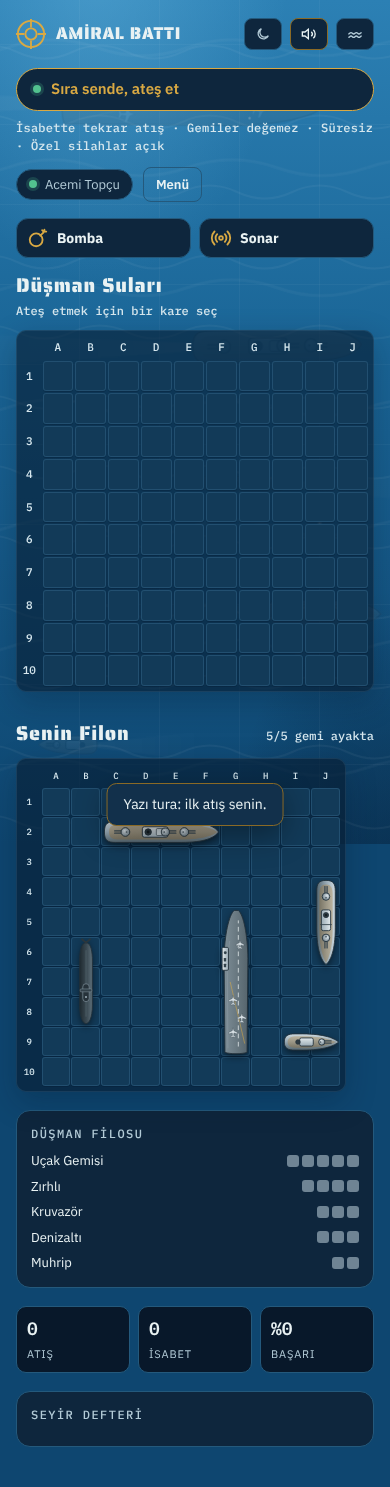 AMİRAL BATTI
Sıra sende, ateş et
İsabette tekrar atış · Gemiler değemez · Süresiz
· Özel silahlar açık
Acemi Topçu Menü
Bomba Sonar
Düşman Suları
Ateş etmek için bir kare seç
A B C D E F G H I J
1
2
3
4
5
6
7
8
9
10
Senin Filon 5/5 gemi ayakta
A B C D E F G H I J
1
Yazı tura: ilk atış senin.
2
3
4
5
6
7
8
9
10
DÜŞMAN FİLOSU
Uçak Gemisi
Zırhlı
Kruvazör
Denizaltı
Muhrip
0 0 %0
ATIŞ İSABET BAŞARI
SEYİR DEFTERİ